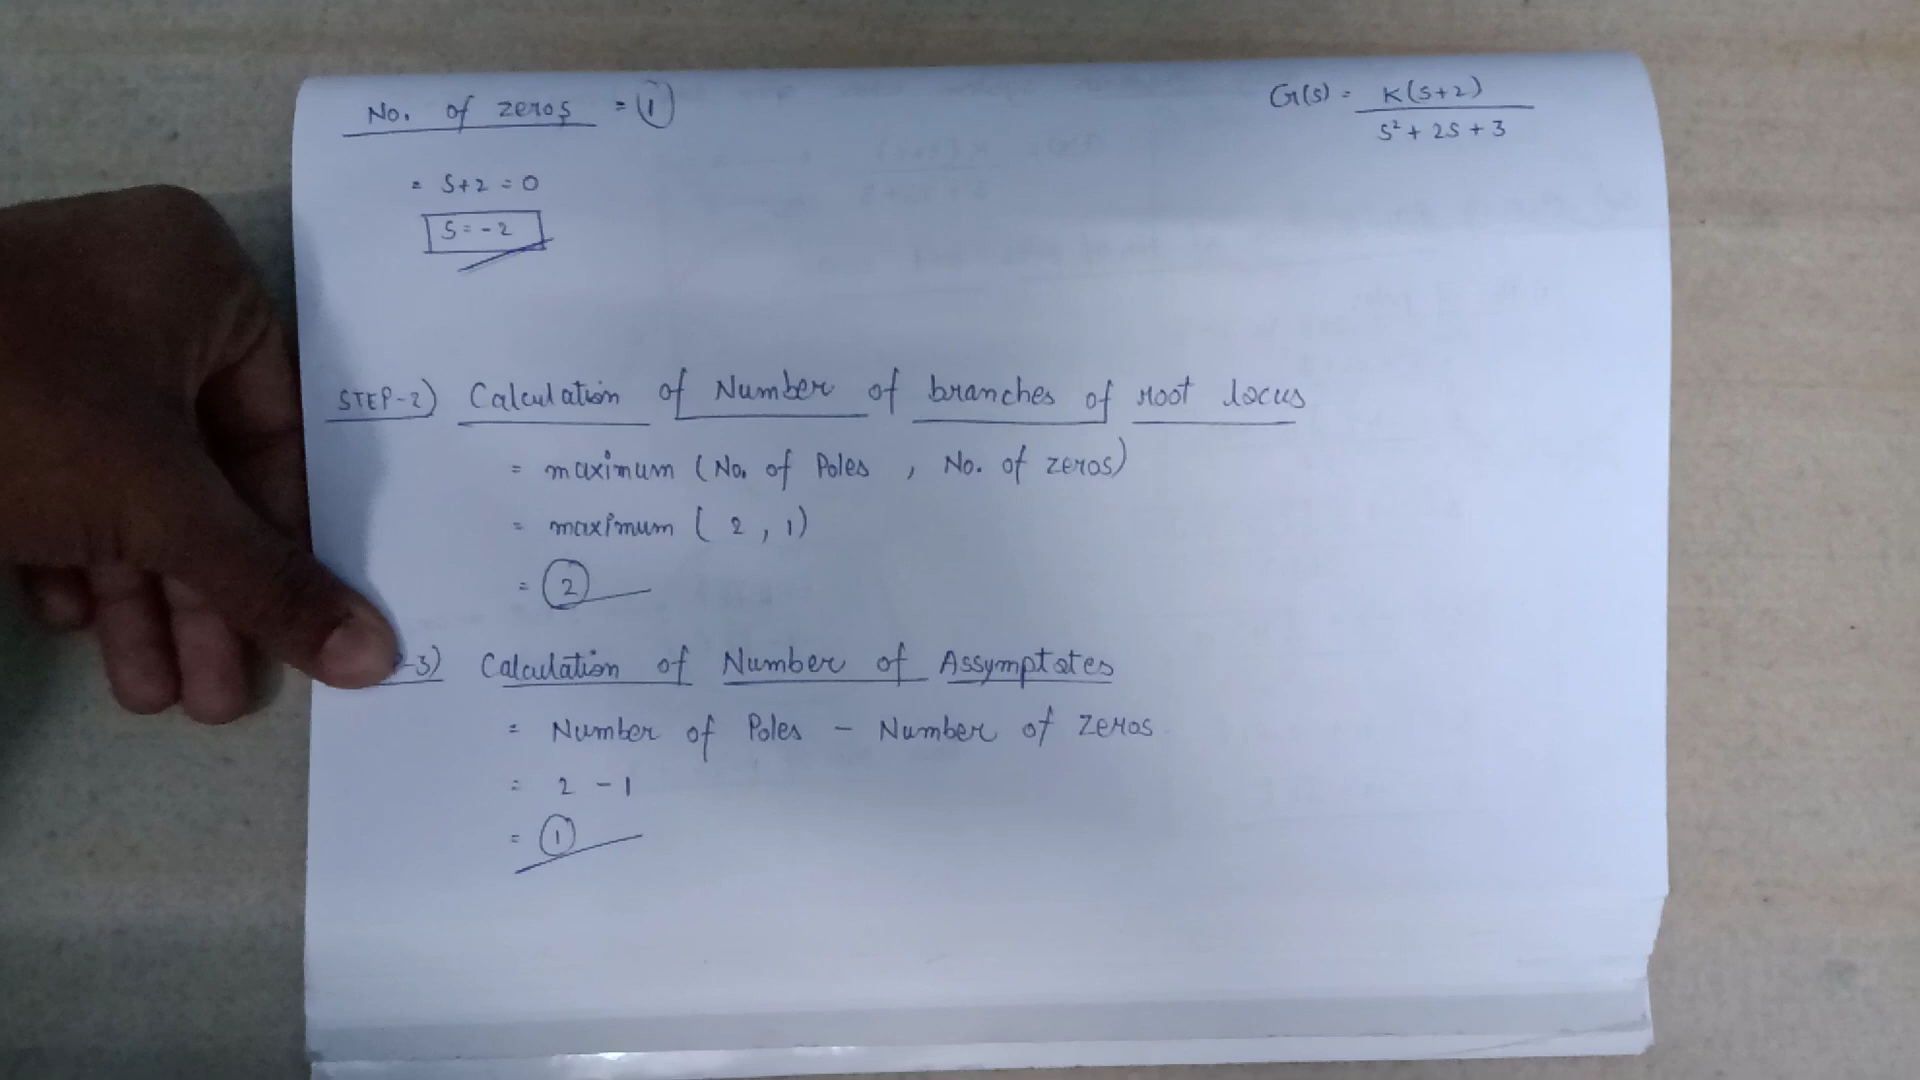 No. of zeros = 1
G(s) = K(s+2)
s² + 2s + 3
= s+2 = 0
s = -2
STEP-2) Calculation of Number of branches of root locus
= maximum (No. of Poles , No. of zeros)
= maximum ( 2 , 1)
= 2
P-3) Calculation of Number of Assymptotes
= Number of Poles - Number of zeros
= 2 - 1
= 1